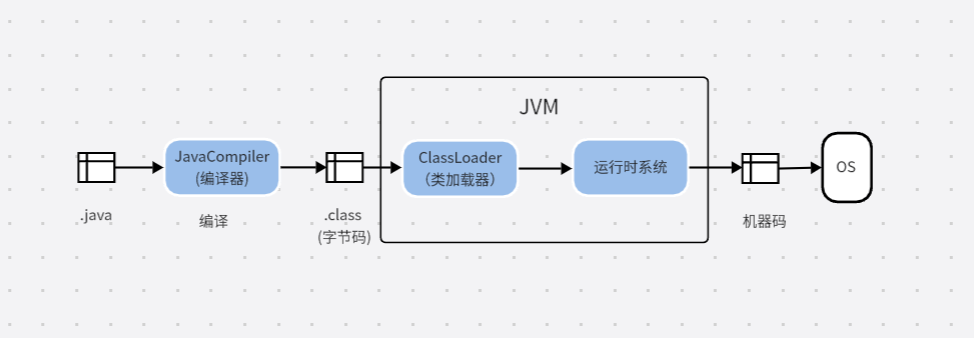 JVM
JavaCompiler
(编译器)
ClassLoader
（类加载器）
运行时系统
OS
.java
编译
.class
(字节码)
机器码